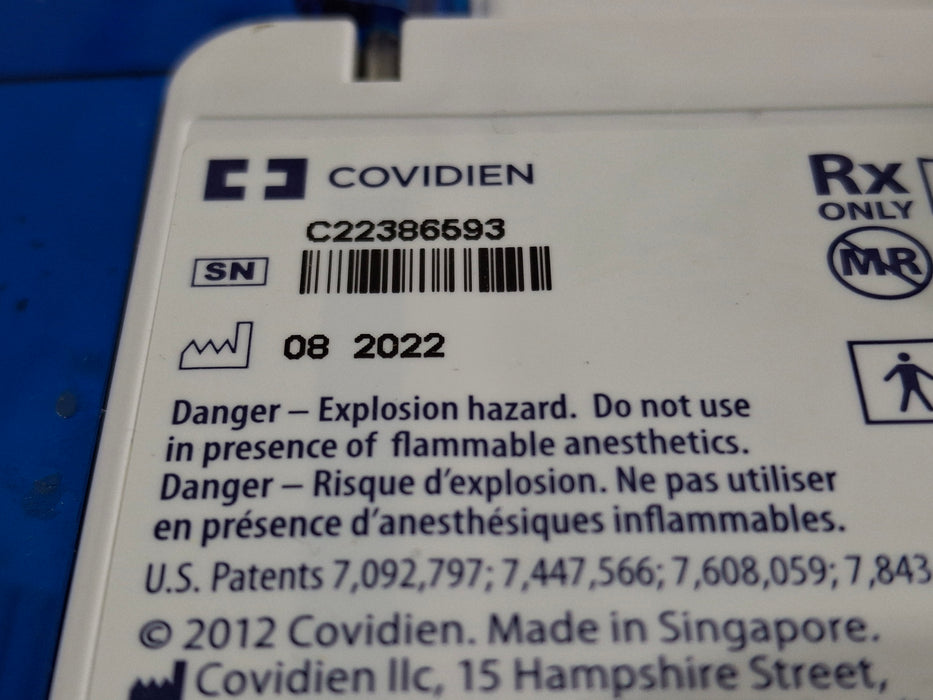 COVIDIEN
Rx
ONLY
C22386593
SN
MR
08 2022
Danger – Explosion hazard. Do not use
in presence of flammable anesthetics.
Danger – Risque d’explosion. Ne pas utiliser
en présence d’anesthésiques inflammables.
U.S. Patents 7,092,797; 7,447,566; 7,608,059; 7,843
© 2012 Covidien. Made in Singapore.
Covidien llc, 15 Hampshire Street,